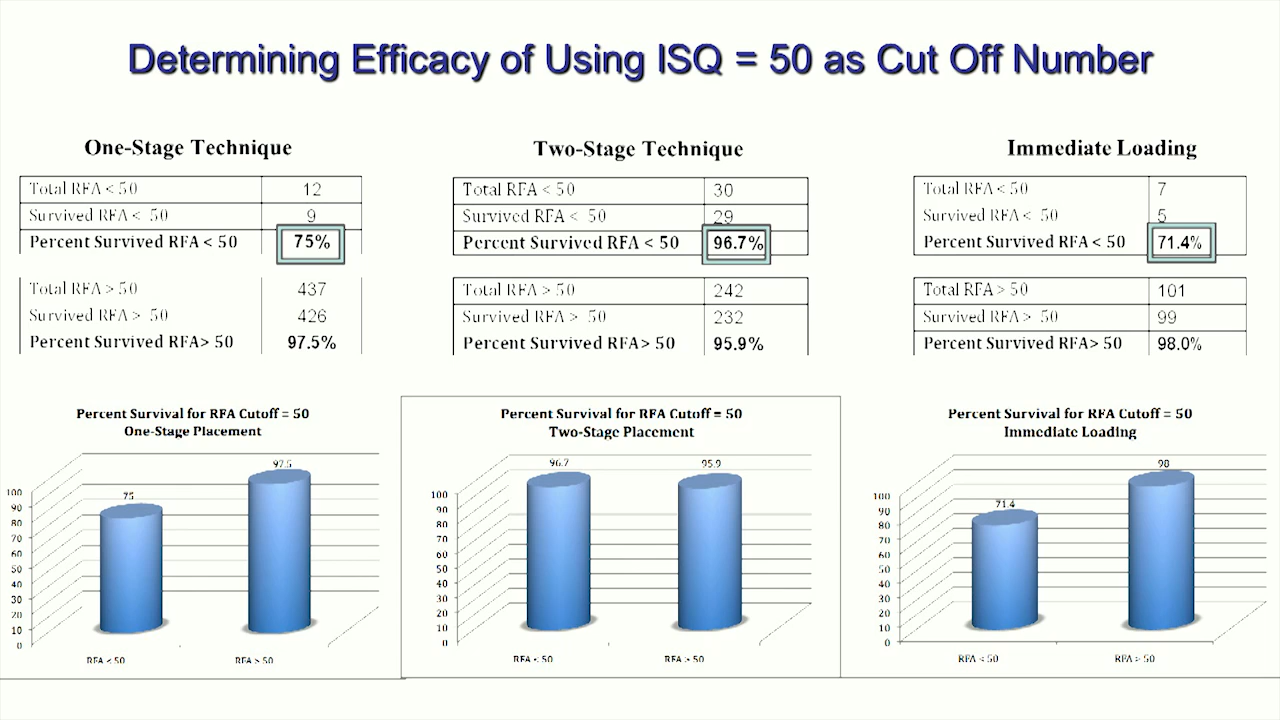 Determining Efficacy of Using ISQ = 50 as Cut Off Number
One-Stage Technique
Total RFA < 50 12
Survived RFA < 50 9
Percent Survived RFA < 50 75%
Total RFA > 50 437
Survived RFA > 50 426
Percent Survived RFA> 50 97.5%
Two-Stage Technique
Total RFA < 50 30
Survived RFA < 50 29
Percent Survived RFA < 50 96.7%
Total RFA > 50 242
Survived RFA > 50 232
Percent Survived RFA> 50 95.9%
Immediate Loading
Total RFA < 50 7
Survived RFA < 50 5
Percent Survived RFA < 50 71.4%
Total RFA > 50 101
Survived RFA > 50 99
Percent Survived RFA> 50 98.0%
Percent Survival for RFA Cutoff = 50
One-Stage Placement
75
97.5
100
90
80
70
60
50
40
30
20
10
0
RFA < 50 RFA > 50
Percent Survival for RFA Cutoff = 50
Two-Stage Placement
96.7
95.9
100
90
80
70
60
50
40
30
20
10
0
RFA < 50 RFA > 50
Percent Survival for RFA Cutoff = 50
Immediate Loading
71.4
98
100
90
80
70
60
50
40
30
20
10
0
RFA < 50 RFA > 50